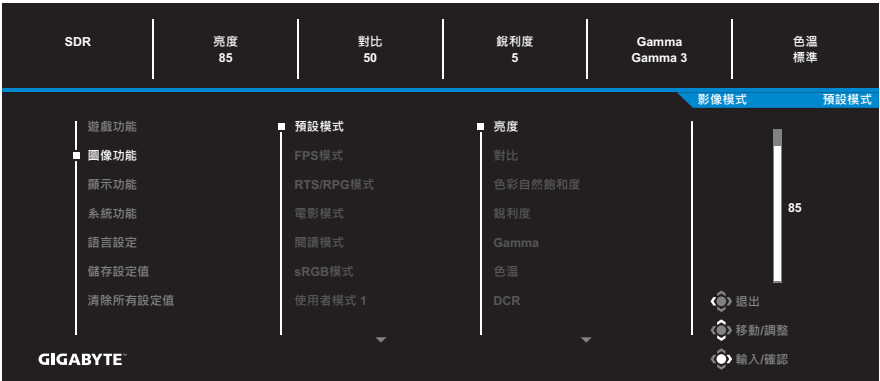 SDR
亮度
85
對比
50
銳利度
5
Gamma
Gamma 3
色溫
標準
影像模式 預設模式
遊戲功能
圖像功能
顯示功能
系統功能
語言設定
儲存設定值
清除所有設定值
預設模式
FPS模式
RTS/RPG模式
電影模式
閱讀模式
sRGB模式
使用者模式 1
亮度
對比
色彩自然飽和度
銳利度
Gamma
色溫
DCR
85
退出
移動/調整
輸入/確認
GIGABYTE™